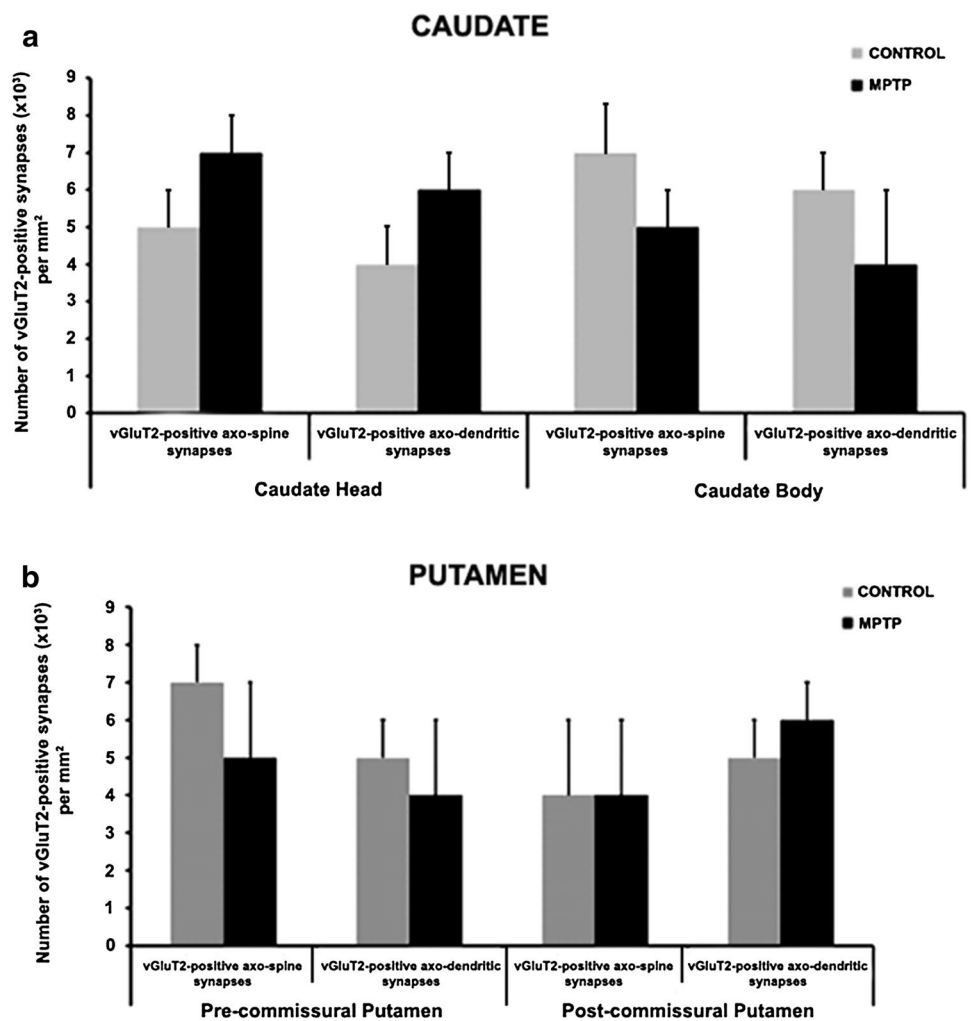 a
CAUDATE
CONTROL
MPTP
Number of vGluT2-positive synapses (x10³)
per mm²
9
8
7
6
5
4
3
2
1
0
vGluT2-positive axo-spine
synapses
vGluT2-positive axo-dendritic
synapses
vGluT2-positive axo-spine
synapses
vGluT2-positive axo-dendritic
synapses
Caudate Head
Caudate Body
b
PUTAMEN
CONTROL
MPTP
Number of vGluT2-positive synapses (x10³)
per mm²
9
8
7
6
5
4
3
2
1
0
vGluT2-positive axo-spine
synapses
vGluT2-positive axo-dendritic
synapses
vGluT2-positive axo-spine
synapses
vGluT2-positive axo-dendritic
synapses
Pre-commissural Putamen
Post-commissural Putamen